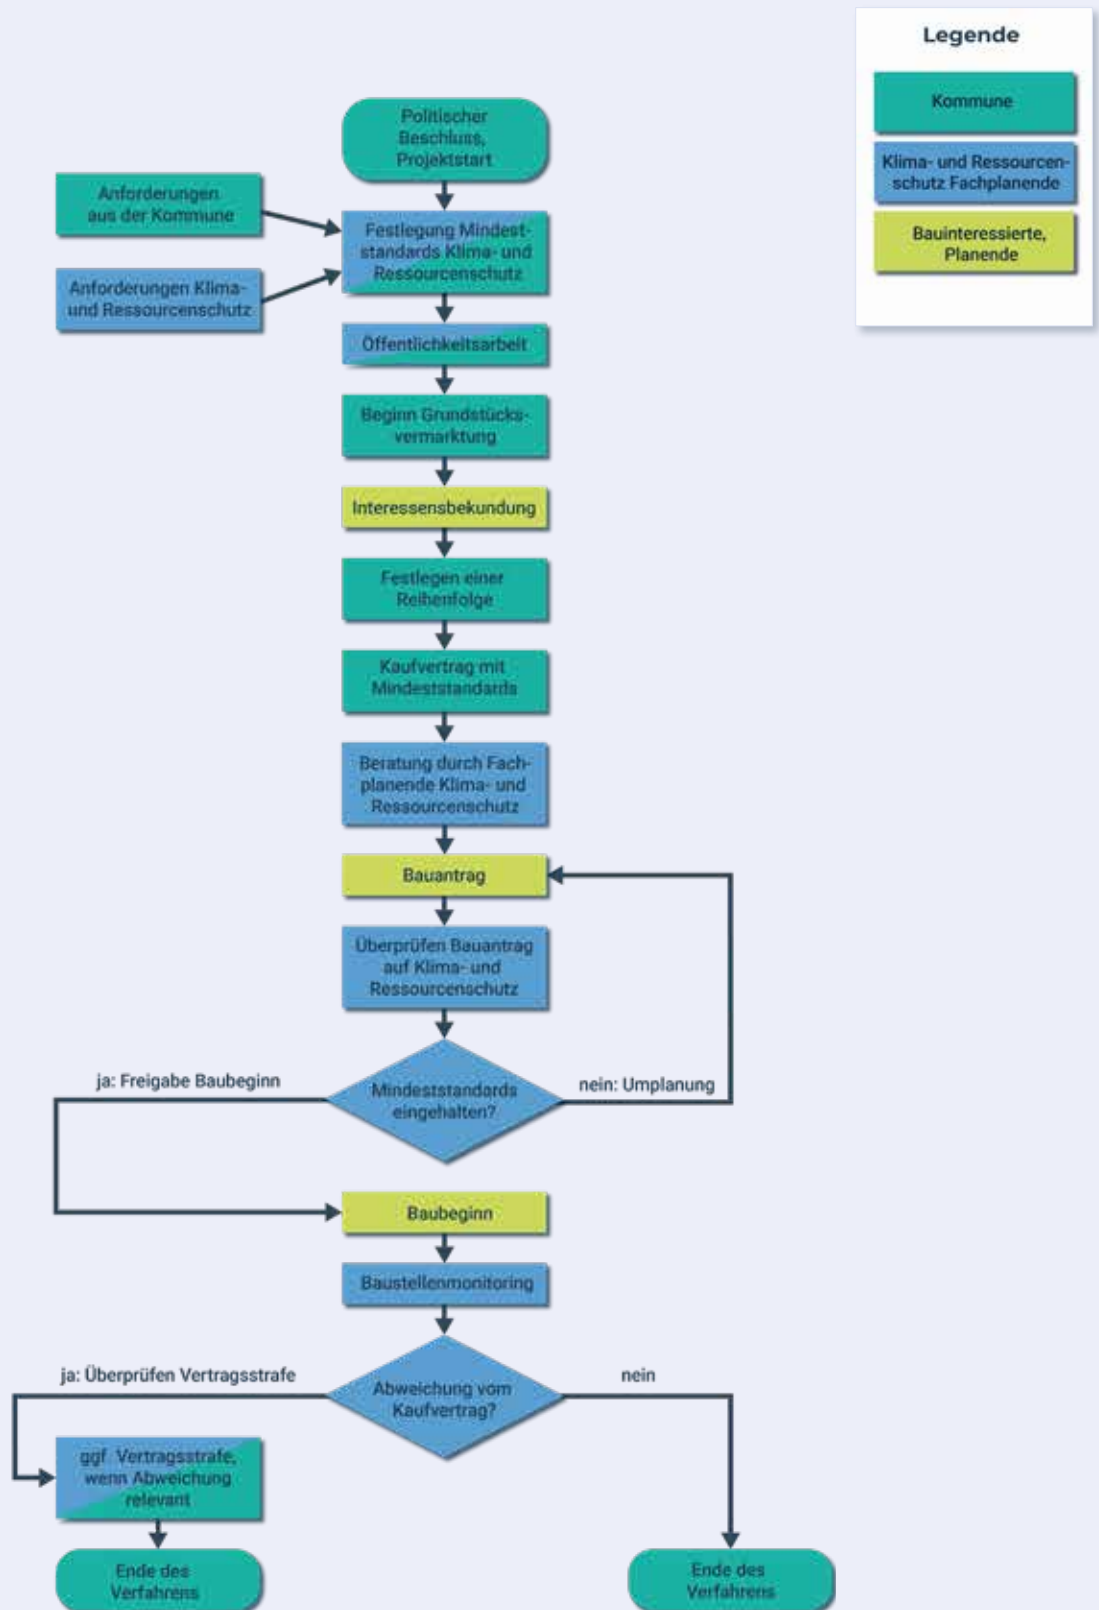 Legende
Kommune
Klima- und Ressourcen-
schutz Fachplanende
Bauinteressierte,
Planende
Politischer
Beschluss,
Projektstart
Anforderungen
aus der Kommune
Anforderungen Klima-
und Ressourcenschutz
Festlegung Mindest-
standards Klima- und
Ressourcenschutz
Öffentlichkeitsarbeit
Beginn Grundstücks-
vermarktung
Interessensbekundung
Festlegen einer
Reihenfolge
Kaufvertrag mit
Mindeststandards
Beratung durch Fach-
planende Klima- und
Ressourcenschutz
Bauantrag
Überprüfen Bauantrag
auf Klima- und
Ressourcenschutz
Mindeststandards
eingehalten?
ja: Freigabe Baubeginn
nein: Umplanung
Baubeginn
Baustellenmonitoring
Abweichung vom
Kaufvertrag?
ja: Überprüfen Vertragsstrafe
nein
ggf. Vertragsstrafe,
wenn Abweichung
relevant
Ende des
Verfahrens
Ende des
Verfahrens